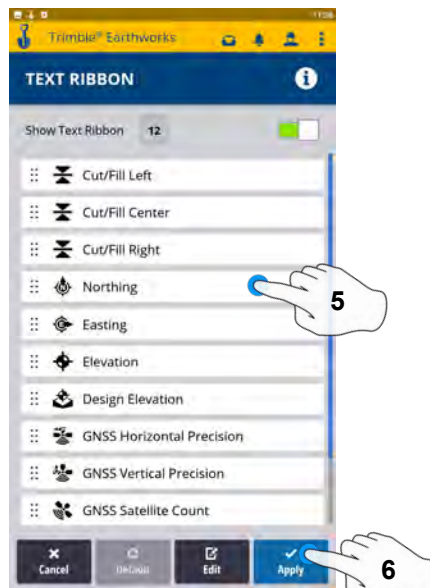 Trimble® Earthworks
TEXT RIBBON
Show Text Ribbon 12
Cut/Fill Left
Cut/Fill Center
Cut/Fill Right
Northing
5
Easting
Elevation
Design Elevation
GNSS Horizontal Precision
GNSS Vertical Precision
GNSS Satellite Count
Cancel Default Edit Apply
6